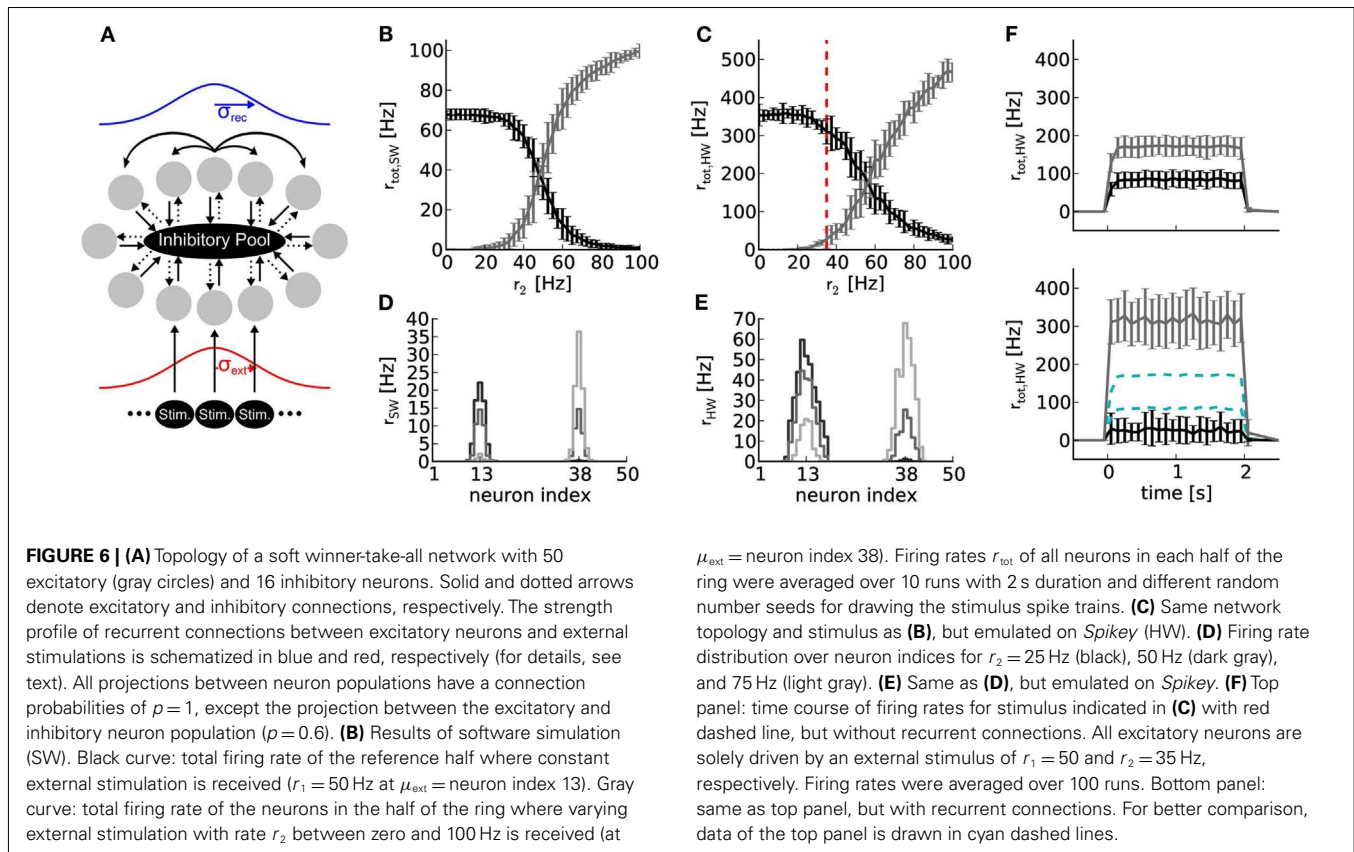 A
σrec
Inhibitory Pool
σext
Stim. Stim. Stim.
B
rtot,SW [Hz]
100
80
60
40
20
0
0 20 40 60 80 100
r2 [Hz]
C
rtot,HW [Hz]
500
400
300
200
100
0
0 20 40 60 80 100
r2 [Hz]
D
rSW [Hz]
40
35
30
25
20
15
10
5
0
1 13 38 50
neuron index
E
rHW [Hz]
70
60
50
40
30
20
10
0
1 13 38 50
neuron index
F
rtot,HW [Hz]
400
300
200
100
0
rtot,HW [Hz]
400
300
200
100
0
0 1 2
time [s]
FIGURE 6 | (A) Topology of a soft winner-take-all network with 50
excitatory (gray circles) and 16 inhibitory neurons. Solid and dotted arrows
denote excitatory and inhibitory connections, respectively. The strength
profile of recurrent connections between excitatory neurons and external
stimulations is schematized in blue and red, respectively (for details, see
text). All projections between neuron populations have a connection
probabilities of p = 1, except the projection between the excitatory and
inhibitory neuron population (p = 0.6). (B) Results of software simulation
(SW). Black curve: total firing rate of the reference half where constant
external stimulation is received (r1 = 50 Hz at μext = neuron index 13). Gray
curve: total firing rate of the neurons in the half of the ring where varying
external stimulation with rate r2 between zero and 100 Hz is received (at
μext = neuron index 38). Firing rates rtot of all neurons in each half of the
ring were averaged over 10 runs with 2 s duration and different random
number seeds for drawing the stimulus spike trains. (C) Same network
topology and stimulus as (B), but emulated on Spikey (HW). (D) Firing rate
distribution over neuron indices for r2 = 25 Hz (black), 50 Hz (dark gray),
and 75 Hz (light gray). (E) Same as (D), but emulated on Spikey. (F) Top
panel: time course of firing rates for stimulus indicated in (C) with red
dashed line, but without recurrent connections. All excitatory neurons are
solely driven by an external stimulus of r1 = 50 and r2 = 35 Hz,
respectively. Firing rates were averaged over 100 runs. Bottom panel:
same as top panel, but with recurrent connections. For better comparison,
data of the top panel is drawn in cyan dashed lines.